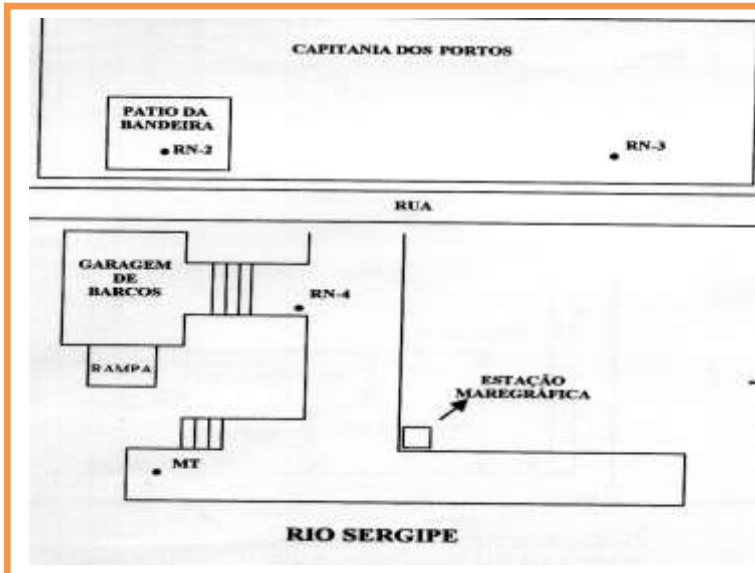 CAPITANIA DOS PORTOS
PATIO DA
BANDEIRA
RN-2
RN-3
RUA
GARAGEM
DE
BARCOS
RN-4
RAMPA
ESTAÇÃO
MAREGRÁFICA
MT
RIO SERGIPE